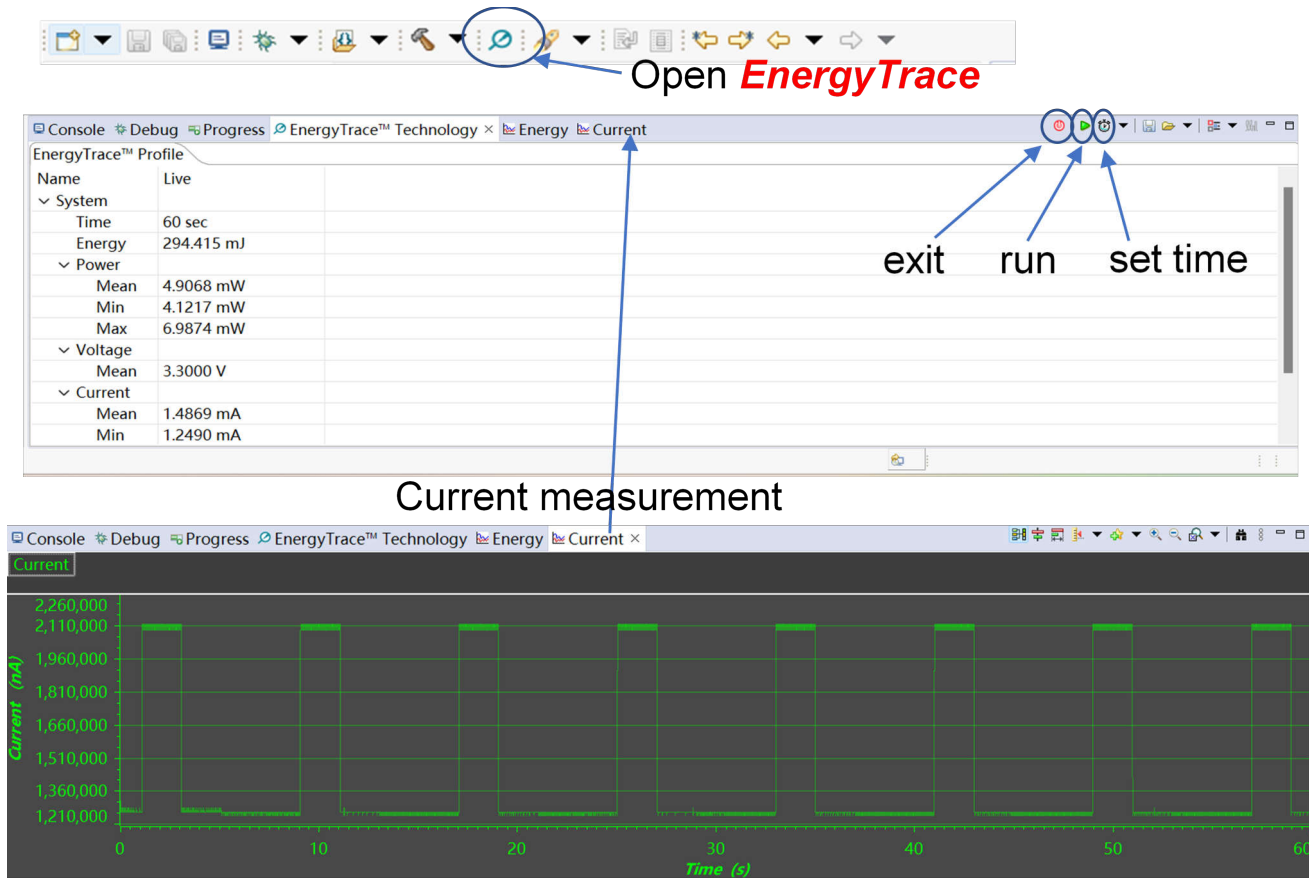 Open EnergyTrace
Console Debug Progress EnergyTrace™ Technology × Energy Current
EnergyTrace™ Profile
Name Live
System
Time 60 sec
Energy 294.415 mJ
Power
Mean 4.9068 mW
Min 4.1217 mW
Max 6.9874 mW
Voltage
Mean 3.3000 V
Current
Mean 1.4869 mA
Min 1.2490 mA
exit run set time
Current measurement
Console Debug Progress EnergyTrace™ Technology Energy Current ×
Current
2,260,000
2,110,000
1,960,000
1,810,000
1,660,000
1,510,000
1,360,000
1,210,000
Current (nA)
0 10 20 30 40 50 60
Time (s)